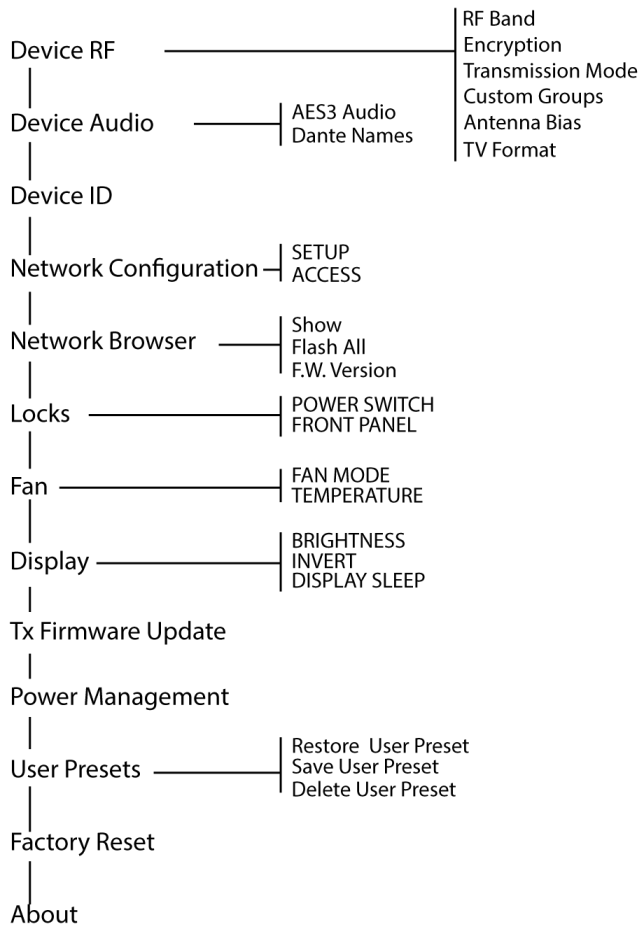 Device RF
RF Band
Encryption
Transmission Mode
Custom Groups
Antenna Bias
TV Format
Device Audio
AES3 Audio
Dante Names
Device ID
Network Configuration
SETUP
ACCESS
Network Browser
Show
Flash All
F.W. Version
Locks
POWER SWITCH
FRONT PANEL
Fan
FAN MODE
TEMPERATURE
Display
BRIGHTNESS
INVERT
DISPLAY SLEEP
Tx Firmware Update
Power Management
User Presets
Restore User Preset
Save User Preset
Delete User Preset
Factory Reset
About